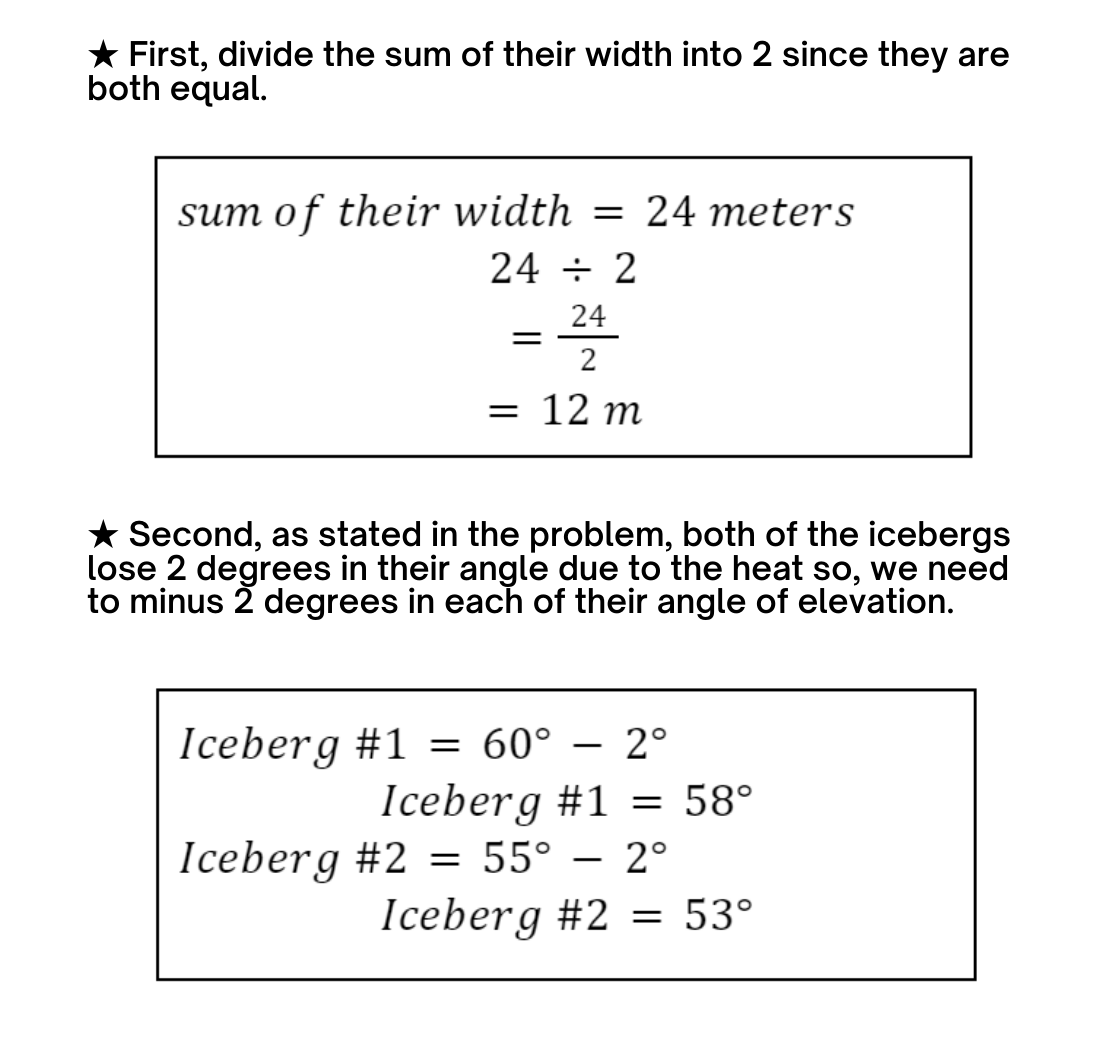 ★ First, divide the sum of their width into 2 since they are
both equal.
sum of their width = 24 meters
24 ÷ 2
= 24/2
= 12 m
★ Second, as stated in the problem, both of the icebergs
lose 2 degrees in their angle due to the heat so, we need
to minus 2 degrees in each of their angle of elevation.
Iceberg #1 = 60° − 2°
Iceberg #1 = 58°
Iceberg #2 = 55° − 2°
Iceberg #2 = 53°